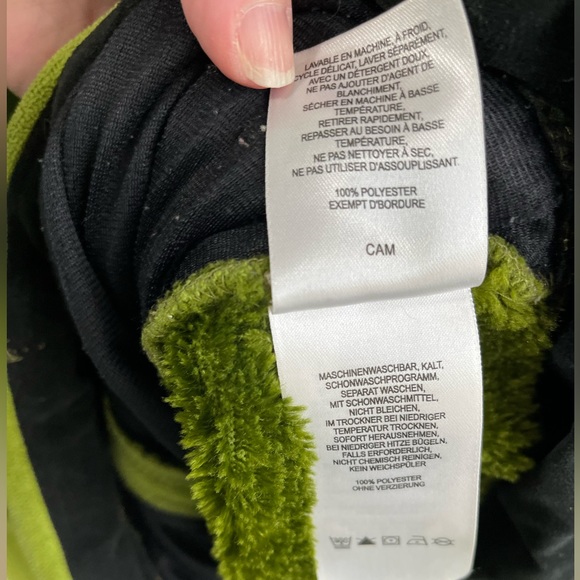 LAVABLE EN MACHINE, À FROID,
CYCLE DÉLICAT, LAVER SÉPARÉMENT,
AVEC UN DÉTERGENT DOUX.
NE PAS AJOUTER D'AGENT DE
BLANCHIMENT,
SÉCHER EN MACHINE À BASSE
TEMPÉRATURE,
RETIRER RAPIDEMENT,
REPASSER AU BESOIN À BASSE
TEMPÉRATURE,
NE PAS NETTOYER À SEC,
NE PAS UTILISER D'ASSOUPLISSANT.
100% POLYESTER
EXEMPT D'BORDURE
CAM
MASCHINENWASCHBAR, KALT,
SCHONWASCHPROGRAMM,
SEPARAT WASCHEN,
MIT SCHONWASCHMITTEL,
NICHT BLEICHEN,
IM TROCKNER BEI NIEDRIGER
TEMPERATUR TROCKNEN,
SOFORT HERAUSNEHMEN,
BEI NIEDRIGER HITZE BÜGELN,
FALLS ERFORDERLICH,
NICHT CHEMISCH REINIGEN,
KEIN WEICHSPÜLER
100% POLYESTER
OHNE VERZIERUNG